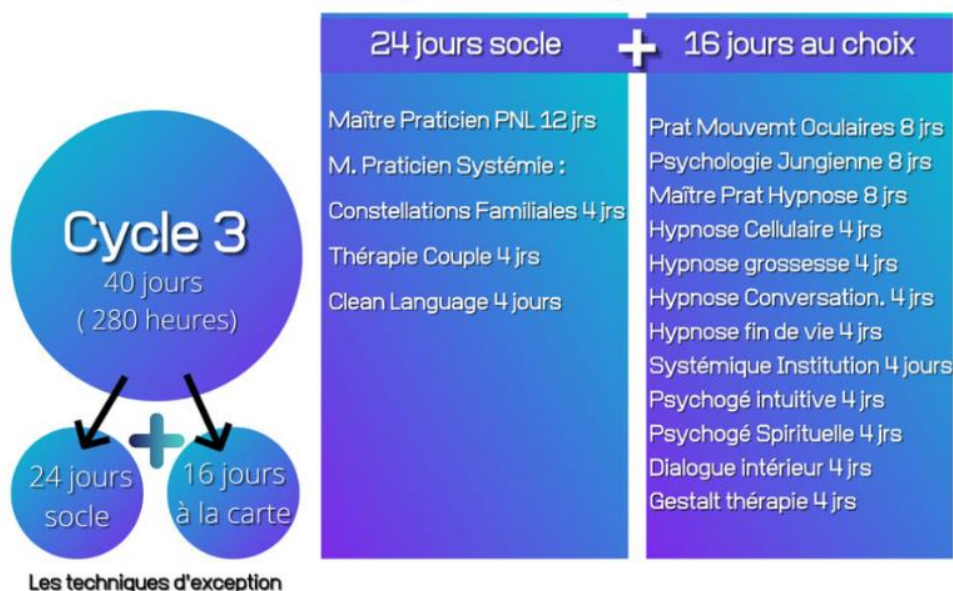 Cycle 3
40 jours
( 280 heures)
24 jours
socle
16 jours
à la carte
Les techniques d'exception
24 jours socle
Maître Praticien PNL 12 jrs
M. Praticien Systémie :
Constellations Familiales 4 jrs
Thérapie Couple 4 jrs
Clean Language 4 jours
+
16 jours au choix
Prat Mouvemt Oculaires 8 jrs
Psychologie Jungienne 8 jrs
Maître Prat Hypnose 8 jrs
Hypnose Cellulaire 4 jrs
Hypnose grossesse 4 jrs
Hypnose Conversation. 4 jrs
Hypnose fin de vie 4 jrs
Systémique Institution 4 jours
Psychogé intuitive 4 jrs
Psychogé Spirituelle 4 jrs
Dialogue intérieur 4 jrs
Gestalt thérapie 4 jrs